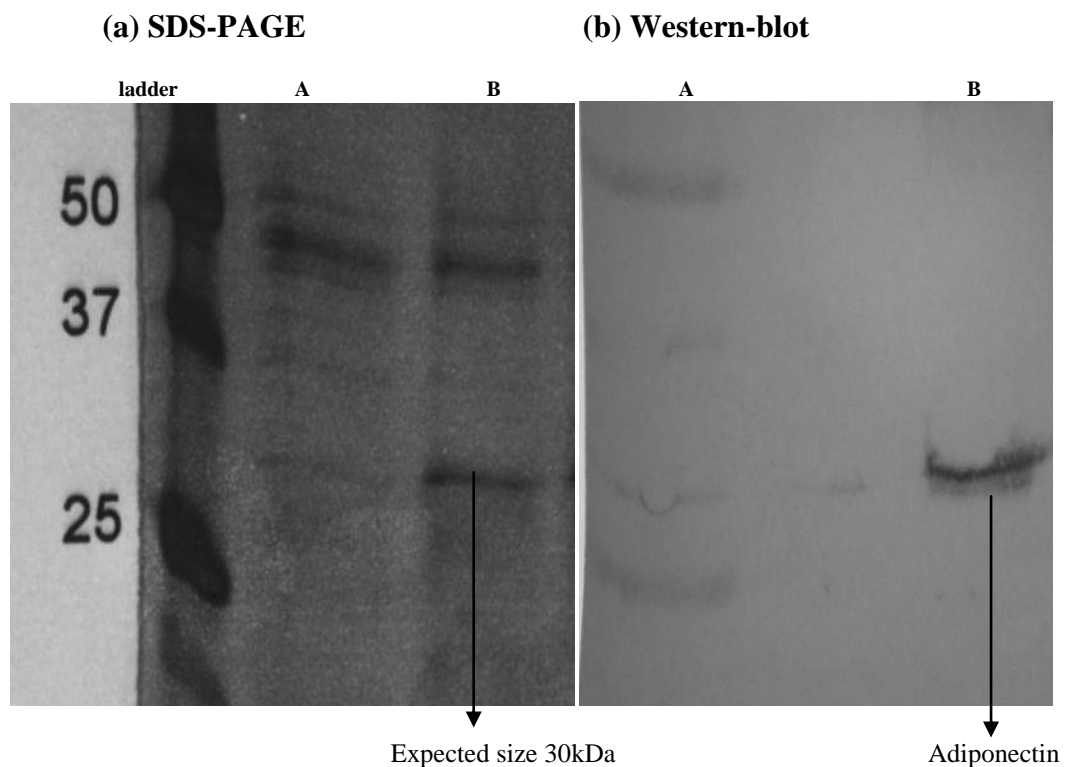 (a) SDS-PAGE
(b) Western-blot
ladder A B
A B
50
37
25
Expected size 30kDa
Adiponectin